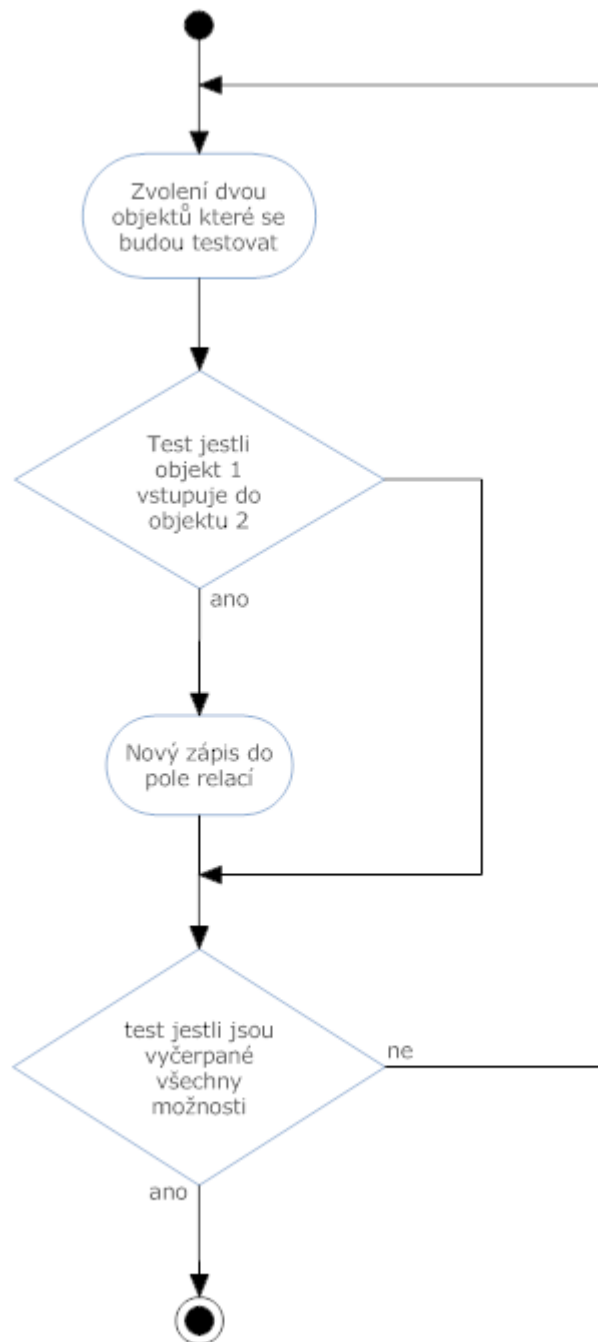 Zvolení dvou
objektů které se
budou testovat
Test jestli
objekt 1
vstupuje do
objektu 2
ano
Nový zápis do
pole relací
test jestli jsou
vyčerpané
všechny
možnosti
ne
ano